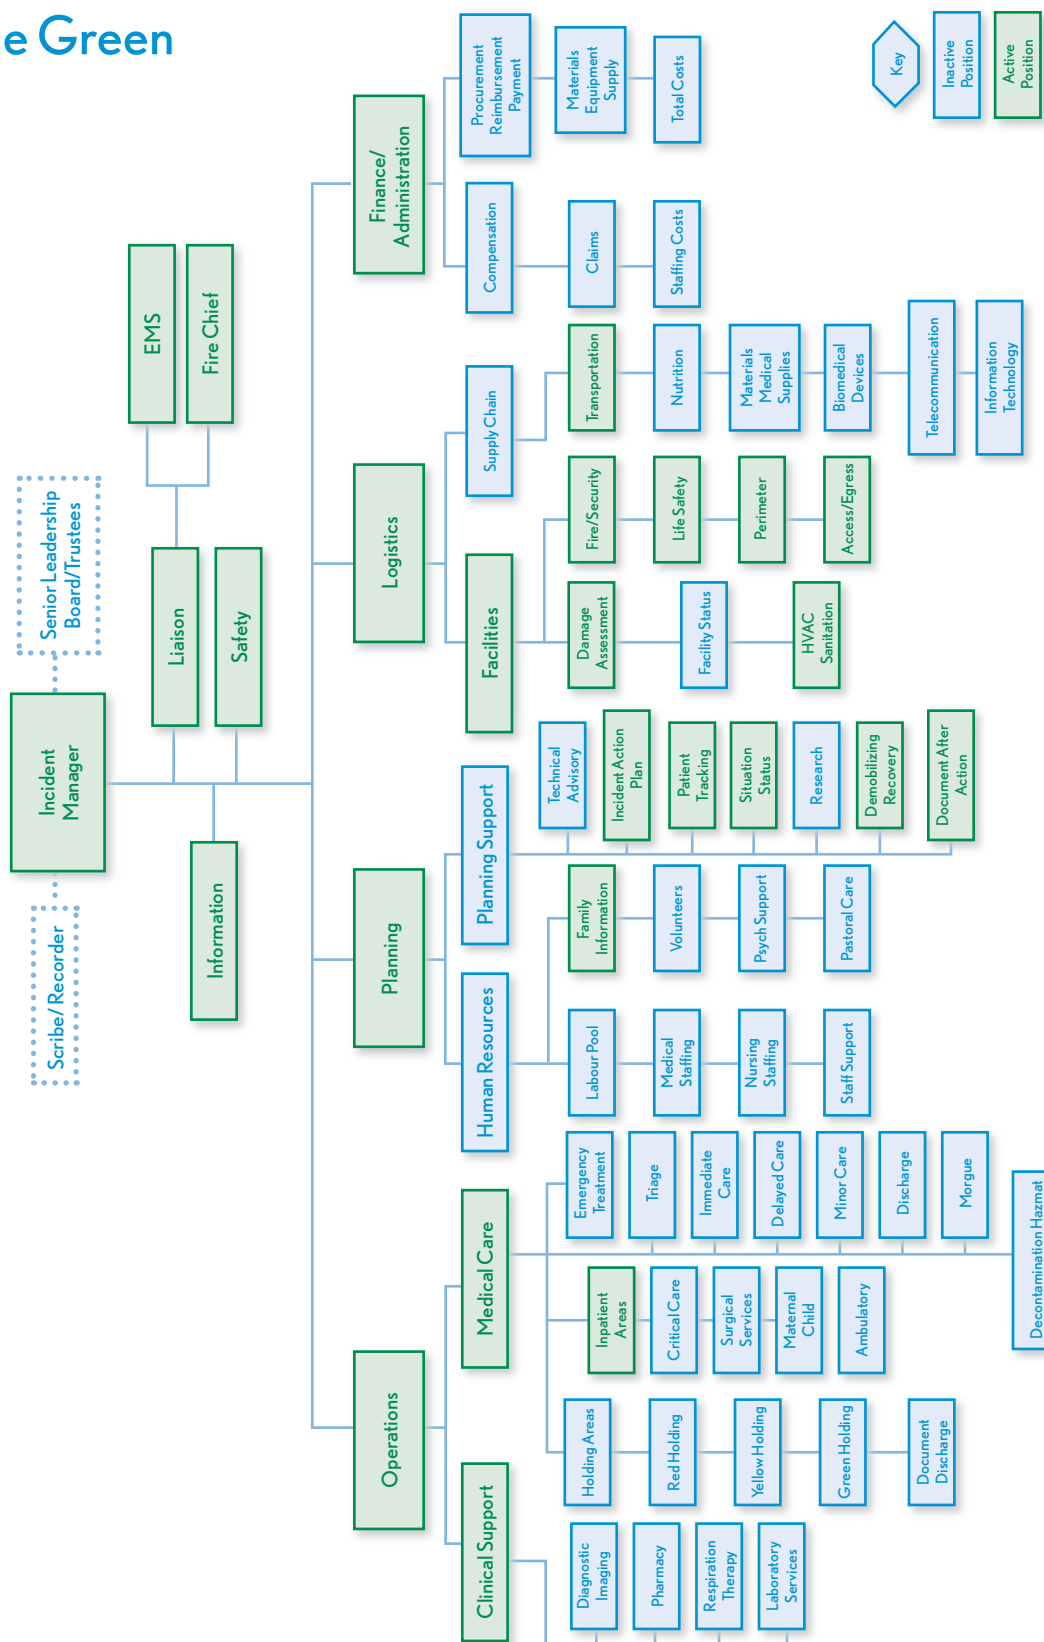 e Green
Key
Inactive
Position
Active
Position
Senior Leadership
Board/Trustees
Incident
Manager
Scribe/ Recorder
EMS
Fire Chief
Liaison
Safety
Information
Finance/
Administration
Procurement
Reimbursement
Payment
Materials
Equipment
Supply
Total Costs
Compensation
Claims
Staffing Costs
Logistics
Supply Chain
Transportation
Nutrition
Materials
Medical
Supplies
Biomedical
Devices
Telecommunication
Information
Technology
Facilities
Fire/Security
Life Safety
Perimeter
Access/Egress
Damage
Assessment
Facility Status
HVAC
Sanitation
Planning
Planning Support
Technical
Advisory
Incident Action
Plan
Patient
Tracking
Situation
Status
Research
Demobilizing
Recovery
Document After
Action
Human Resources
Family
Information
Volunteers
Psych Support
Pastoral Care
Labour Pool
Medical
Staffing
Nursing
Staffing
Staff Support
Operations
Medical Care
Emergency
Treatment
Triage
Immediate
Care
Delayed Care
Minor Care
Discharge
Morgue
Decontamination Hazmat
Inpatient
Areas
Critical Care
Surgical
Services
Maternal
Child
Ambulatory
Holding Areas
Red Holding
Yellow Holding
Green Holding
Document
Discharge
Clinical Support
Diagnostic
Imaging
Pharmacy
Respiration
Therapy
Laboratory
Services